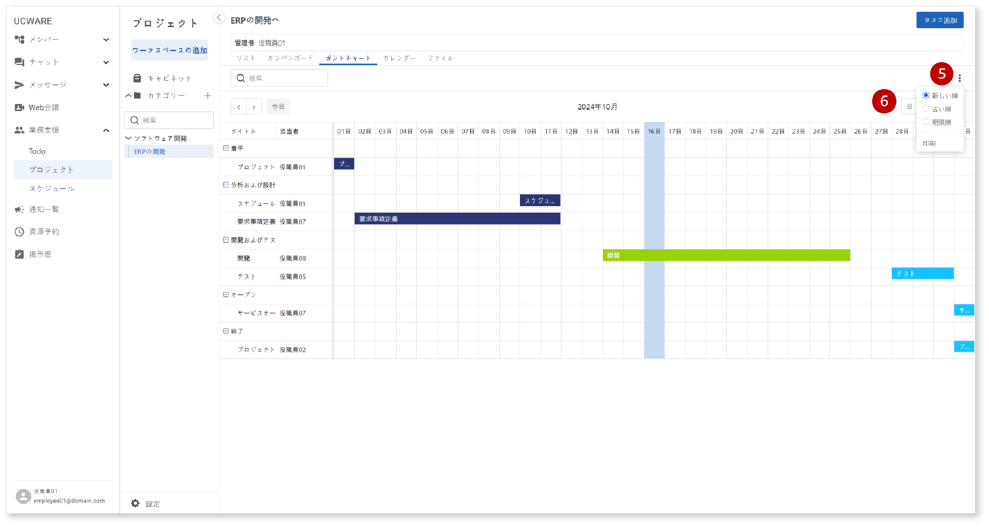 UCWARE
メンバー
チャット
メッセージ
Web会議
業務支援
Todo
プロジェクト
スケジュール
通知一覧
資源予約
掲示板
役職員01
employee01@domain.com
プロジェクト
ワークスペースの追加
キャビネット
カテゴリー
検索
ソフトウェア開発
ERPの開発
設定
ERPの開発へ
タスク追加
管理者 役職員01
リスト カンバンボード ガントチャート カレンダー ファイル
検索
5
6
新しい順
古い順
期限順
印刷
今日
2024年10月
日
タイトル 担当者 01日 02日 03日 04日 05日 06日 07日 08日 09日 10日 11日 12日 13日 14日 15日 16日 17日 18日 19日 20日 21日 22日 23日 24日 25日 26日 27日 28日
着手
プロジェクト 役職員01 プ...
分析および設計
スケジュール 役職員01 スケジュ...
要求事項定義 役職員07 要求事項定義
開発およびテス
開発 役職員08 開発
テスト 役職員05 テスト
オープン
サービスオー 役職員07 サ...
終了
プロジェクト 役職員02 プ...